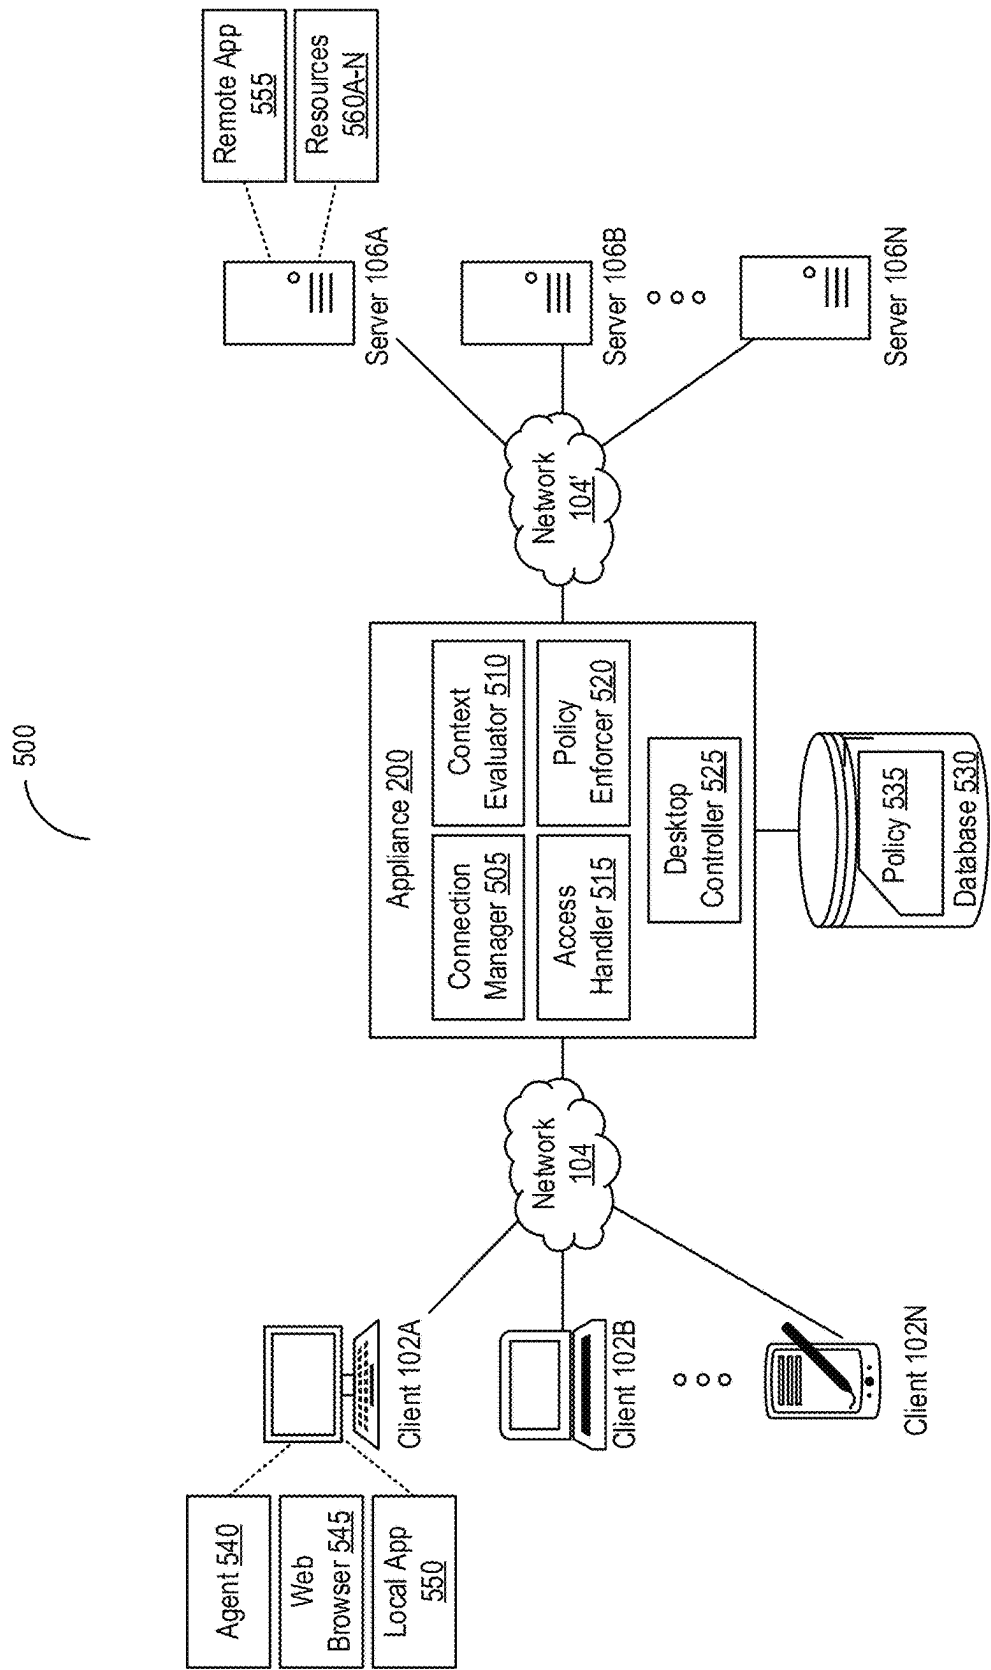 500
Agent 540
Web
Browser 545
Local App
550
Client 102A
Client 102B
Client 102N
Network
104
Appliance 200
Connection
Manager 505
Context
Evaluator 510
Access
Handler 515
Policy
Enforcer 520
Desktop
Controller 525
Policy 535
Database 530
Network
104'
Server 106A
Server 106B
Server 106N
Remote App
555
Resources
560A-N